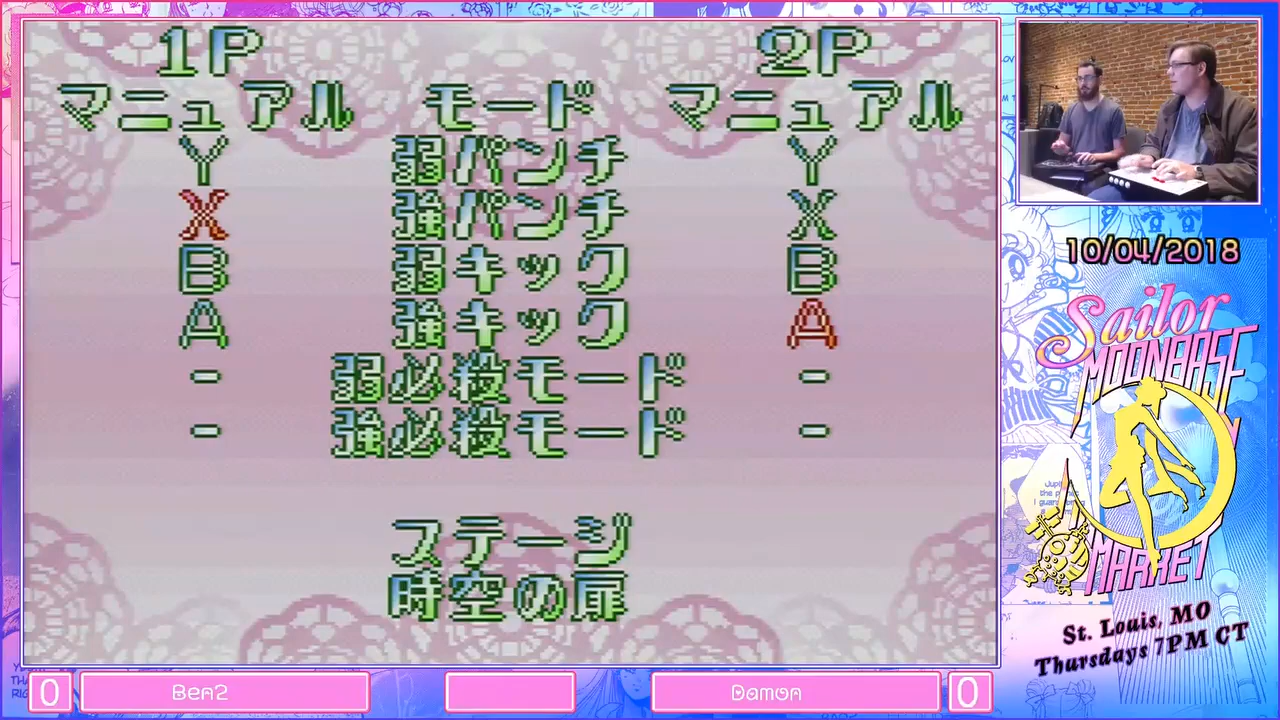 1P 2P
マニュアル モード マニュアル
Y 弱パンチ Y
X 強パンチ X
B 弱キック B
A 強キック A
- 弱必殺モード -
- 強必殺モード -
ステージ
時空の扉
10/04/2018
Sailor
MOONBASE
MARKET
St. Louis, MO
Thursdays 7PM CT
0 Ben2 Damon 0